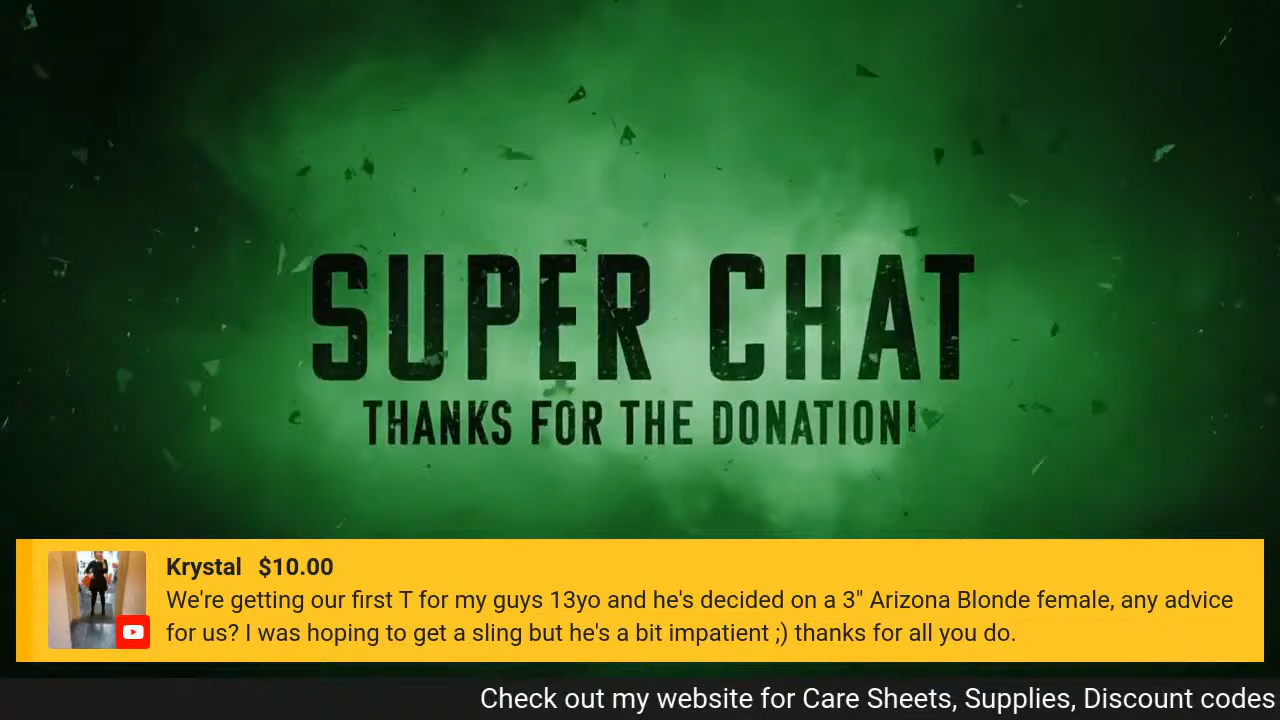 SUPER CHAT
THANKS FOR THE DONATION!
Krystal $10.00
We're getting our first T for my guys 13yo and he's decided on a 3" Arizona Blonde female, any advice
for us? I was hoping to get a sling but he's a bit impatient ;) thanks for all you do.
Check out my website for Care Sheets, Supplies, Discount codes